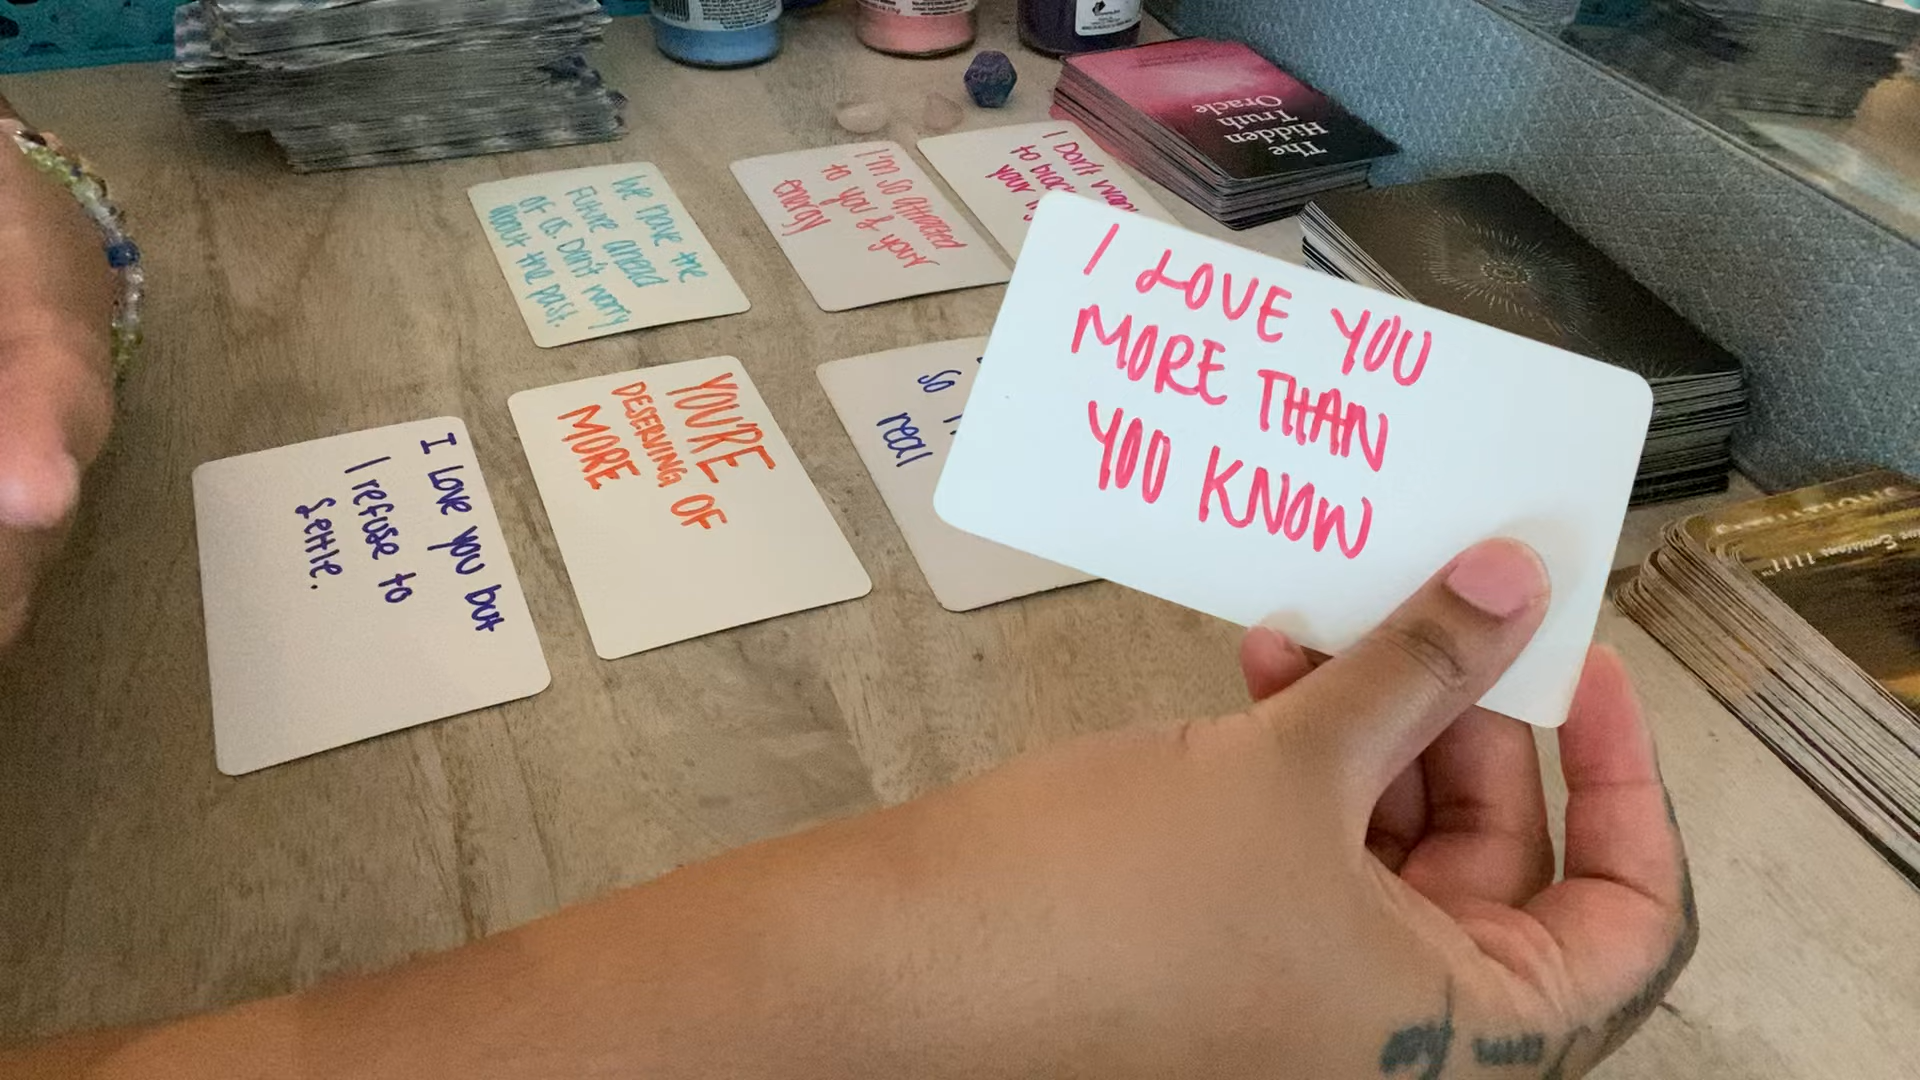 I LOVE YOU
MORE THAN
YOU KNOW
We have the
Future ahead
of us. Don't worry
about the past.
I'm so attracted
to you & your
energy
I Don't
to
your
The
Hidden
Truth
Oracle
I Love you but
I refuse to
settle.
YOU'RE
DESERVING OF
MORE
so
real